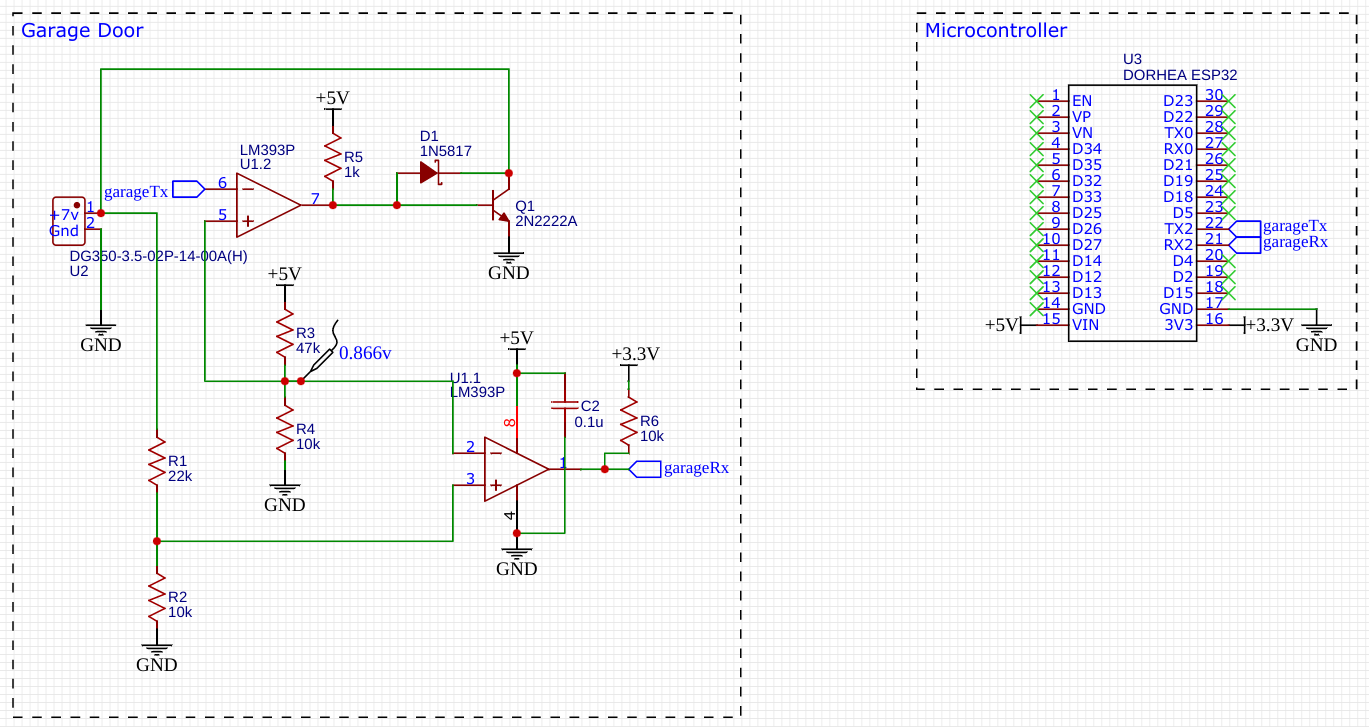 Garage Door
+5V
LM393P
U1.2
R5
1k
D1
1N5817
garageTx
6
5
7
Q1
2N2222A
GND
+7v
Gnd
1
2
DG350-3.5-02P-14-00A(H)
U2
GND
+5V
R3
47k
0.866v
R4
10k
GND
+5V
U1.1
LM393P
8
C2
0.1u
+3.3V
R6
10k
2
3
1
4
garageRx
GND
R1
22k
R2
10k
GND
Microcontroller
U3
DORHEA ESP32
1 EN D23 30
2 VP D22 29
3 VN TX0 28
4 D34 RX0 27
5 D35 D21 26
6 D32 D19 25
7 D33 D18 24
8 D25 D5 23
9 D26 TX2 22 garageTx
10 D27 RX2 21 garageRx
11 D14 D4 20
12 D12 D2 19
13 D13 D15 18
14 GND GND 17
+5V 15 VIN 3V3 16 +3.3V
GND